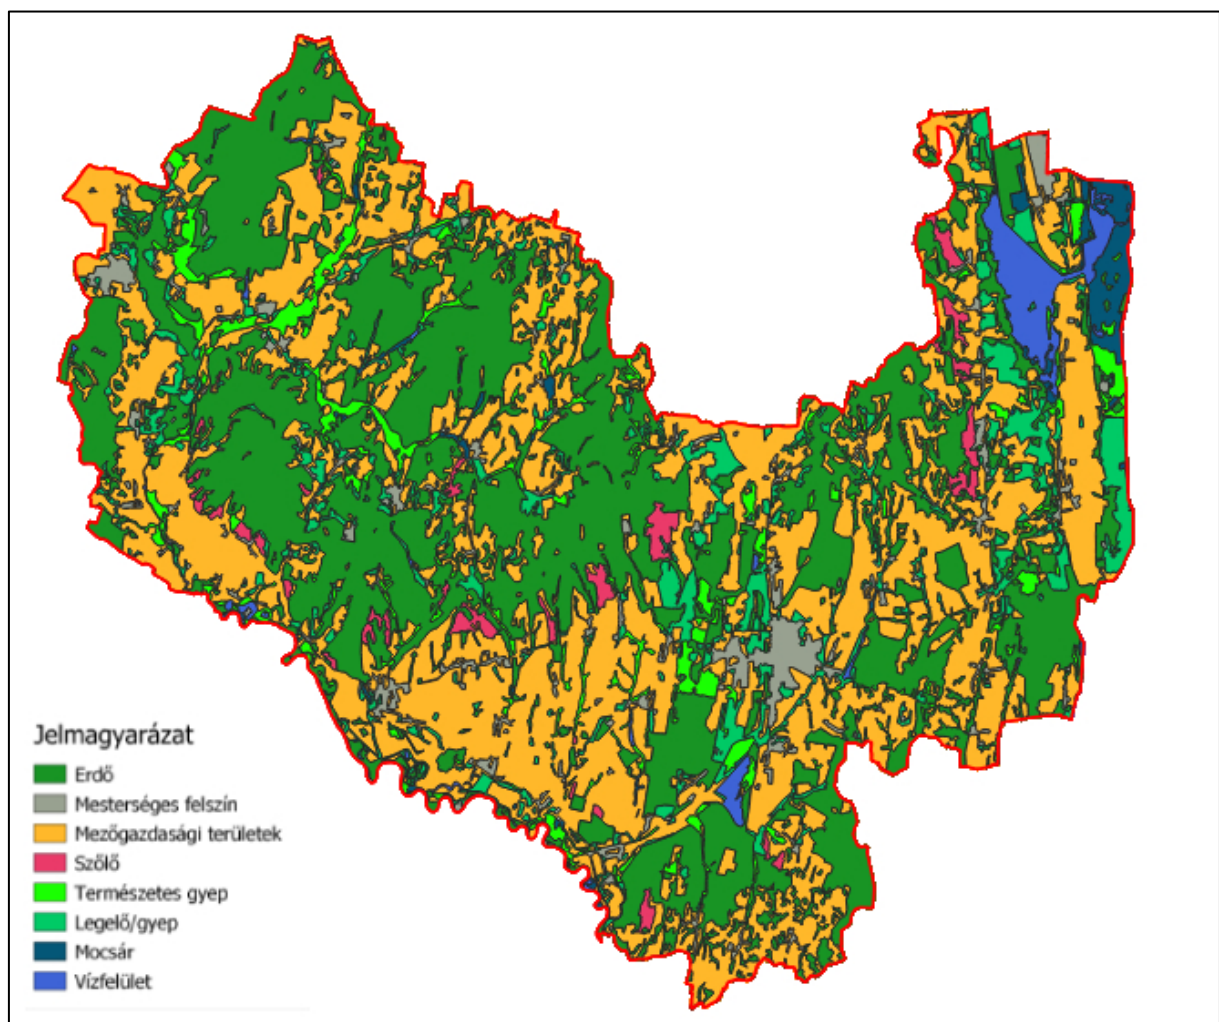 Jelmagyarázat
Erdő
Mesterséges felszín
Mezőgazdasági területek
Szőlő
Természetes gyep
Legelő/gyep
Mocsár
Vízfelület